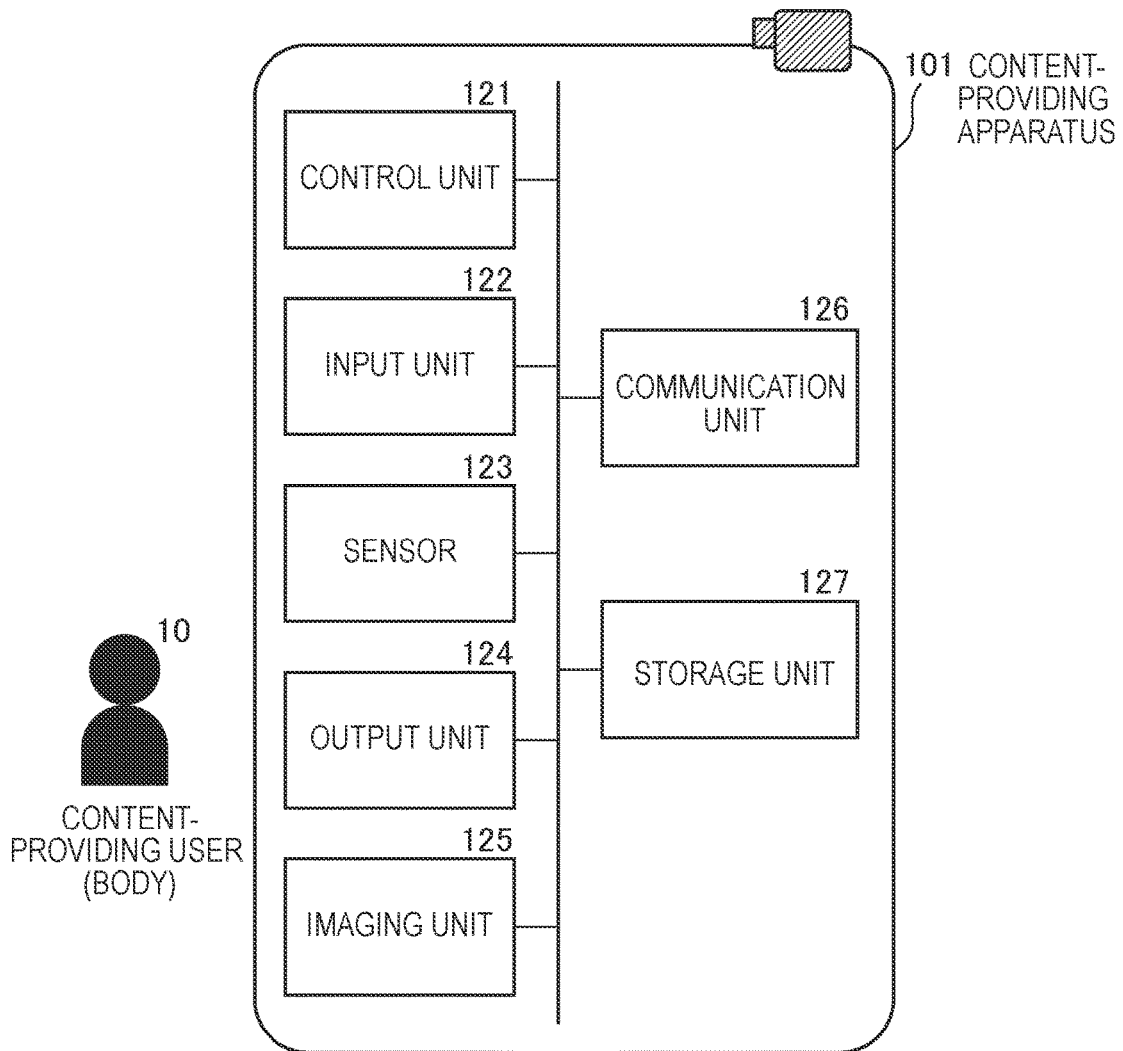 101 CONTENT-
PROVIDING
APPARATUS
121
CONTROL UNIT
122
INPUT UNIT
123
SENSOR
124
OUTPUT UNIT
125
IMAGING UNIT
126
COMMUNICATION
UNIT
127
STORAGE UNIT
10
CONTENT-
PROVIDING USER
(BODY)